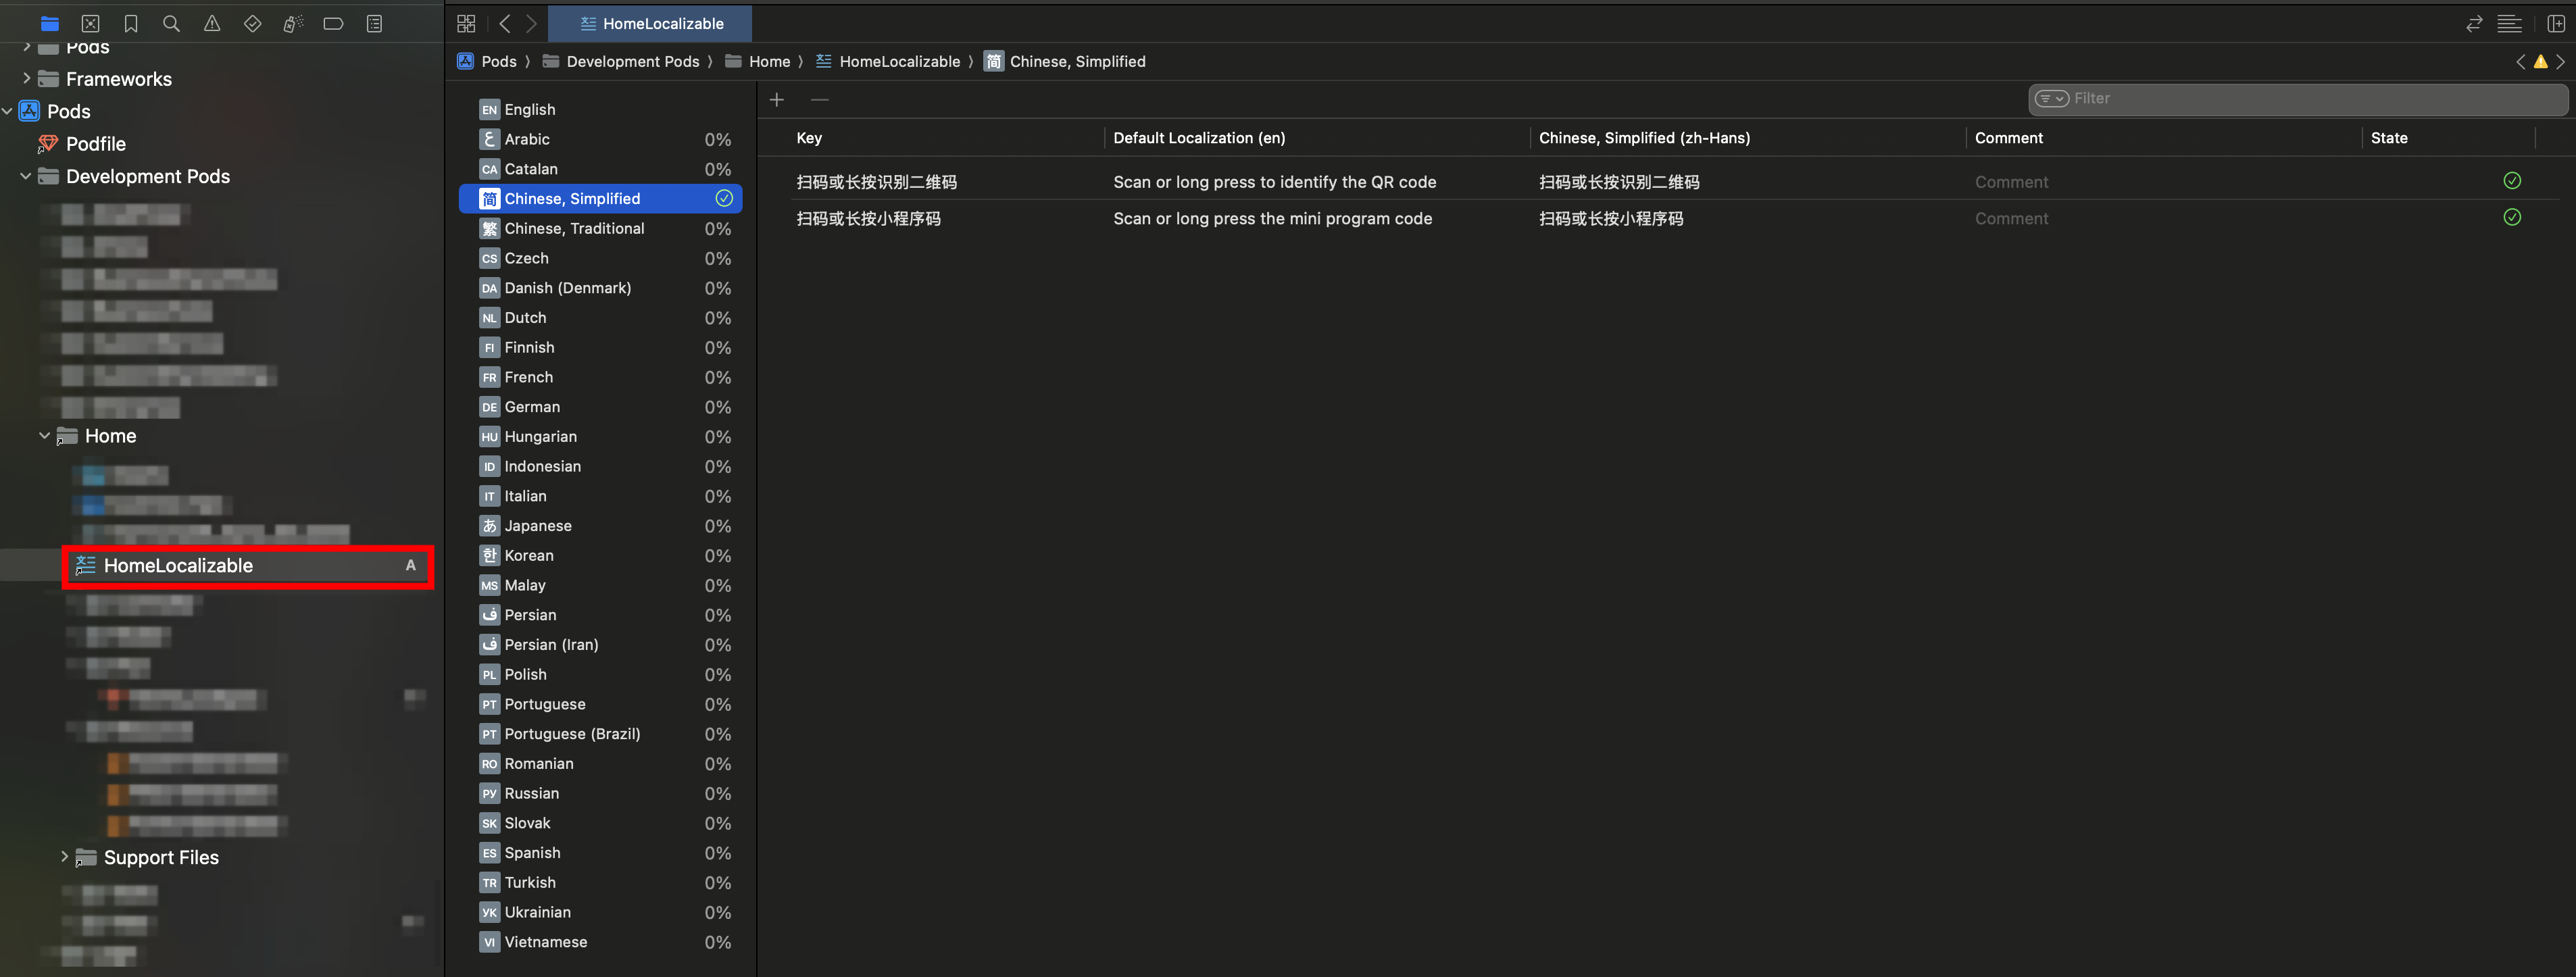 Pods
Frameworks
Pods
Podfile
Development Pods
Home
HomeLocalizable A
Support Files
HomeLocalizable
Pods 〉 Development Pods 〉 Home 〉 HomeLocalizable 〉 简 Chinese, Simplified
EN English
ع Arabic 0%
CA Catalan 0%
简 Chinese, Simplified
繁 Chinese, Traditional 0%
CS Czech 0%
DA Danish (Denmark) 0%
NL Dutch 0%
FI Finnish 0%
FR French 0%
DE German 0%
HU Hungarian 0%
ID Indonesian 0%
IT Italian 0%
あ Japanese 0%
한 Korean 0%
MS Malay 0%
ف Persian 0%
ف Persian (Iran) 0%
PL Polish 0%
PT Portuguese 0%
PT Portuguese (Brazil) 0%
RO Romanian 0%
РУ Russian 0%
SK Slovak 0%
ES Spanish 0%
TR Turkish 0%
УК Ukrainian 0%
VI Vietnamese 0%
Filter
Key Default Localization (en) Chinese, Simplified (zh-Hans) Comment State
扫码或长按识别二维码 Scan or long press to identify the QR code 扫码或长按识别二维码 Comment
扫码或长按小程序码 Scan or long press the mini program code 扫码或长按小程序码 Comment